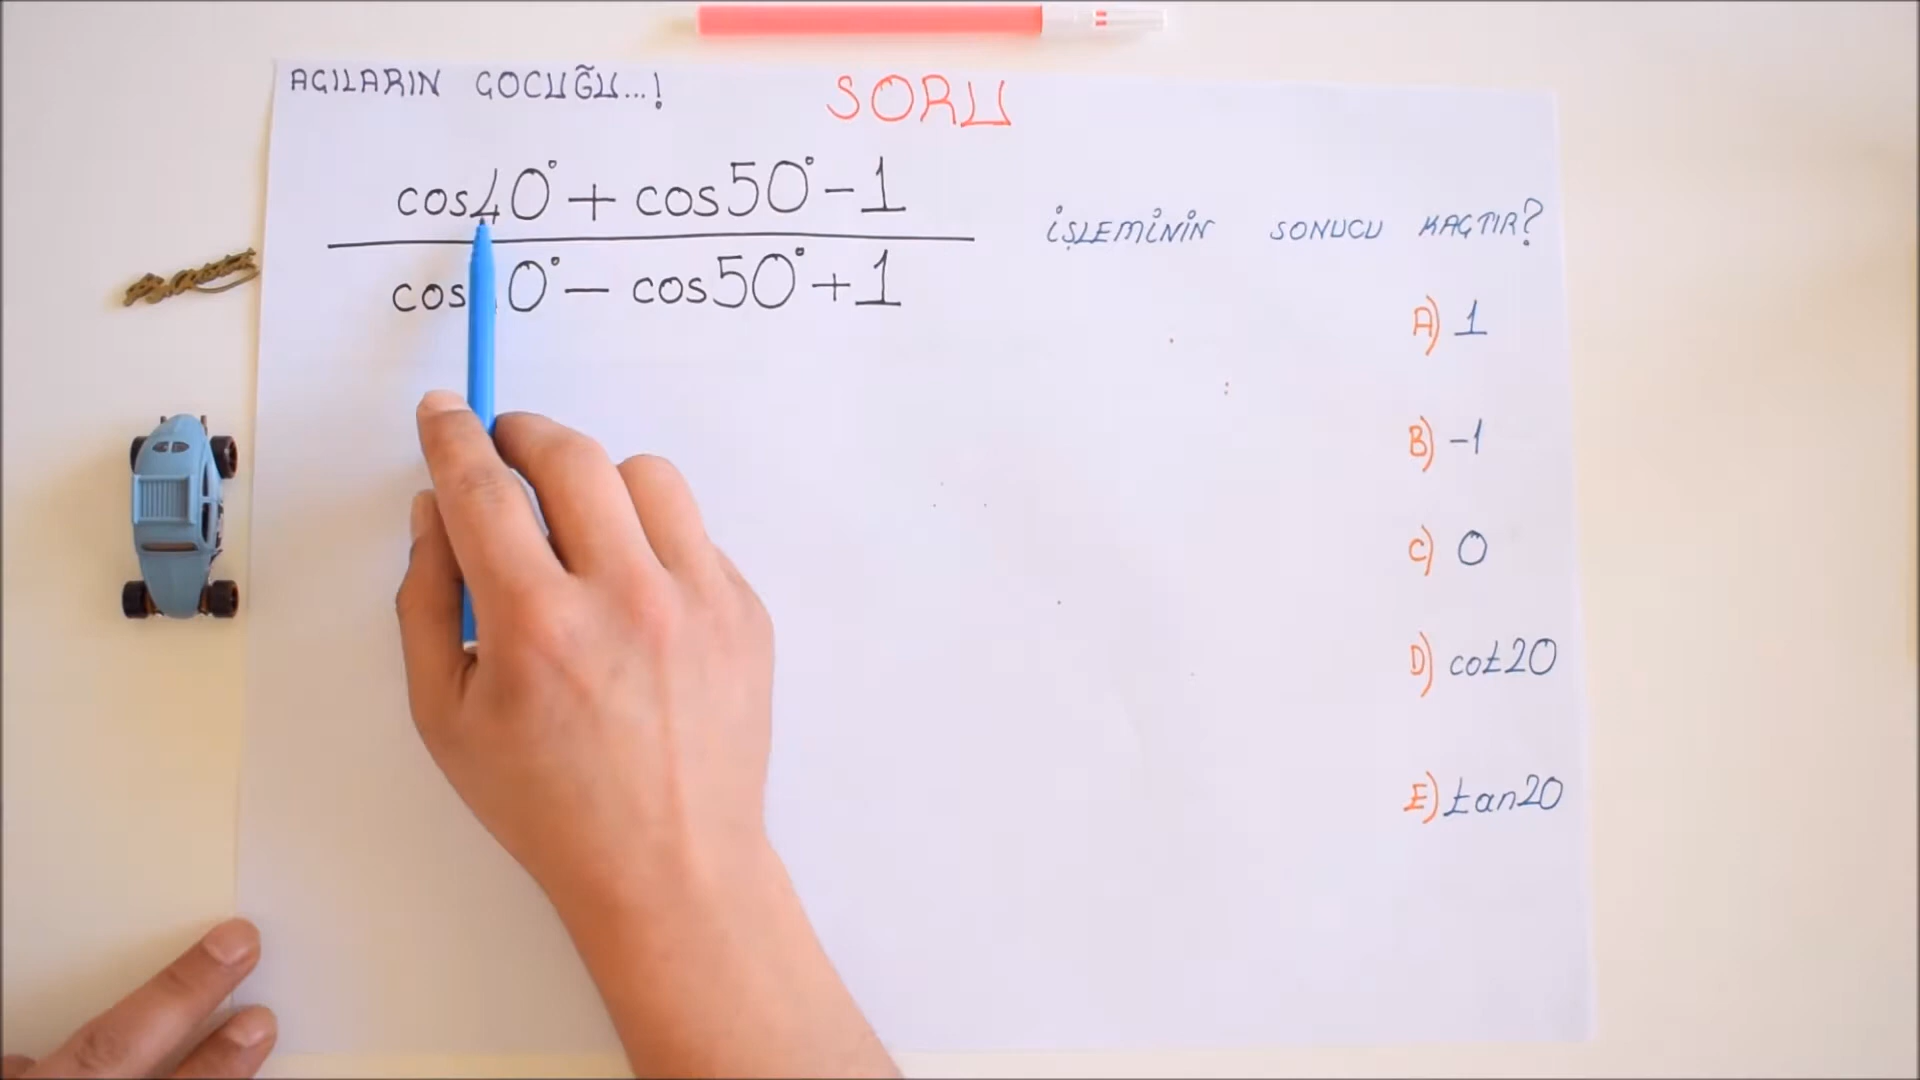 AÇILARIN ÇOCUĞU...!
SORU
cos40° + cos50° - 1
cos 0° - cos50° + 1
İŞLEMİNİN SONUCU KAÇTIR?
A) 1
B) -1
C) 0
D) cot20
E) tan20